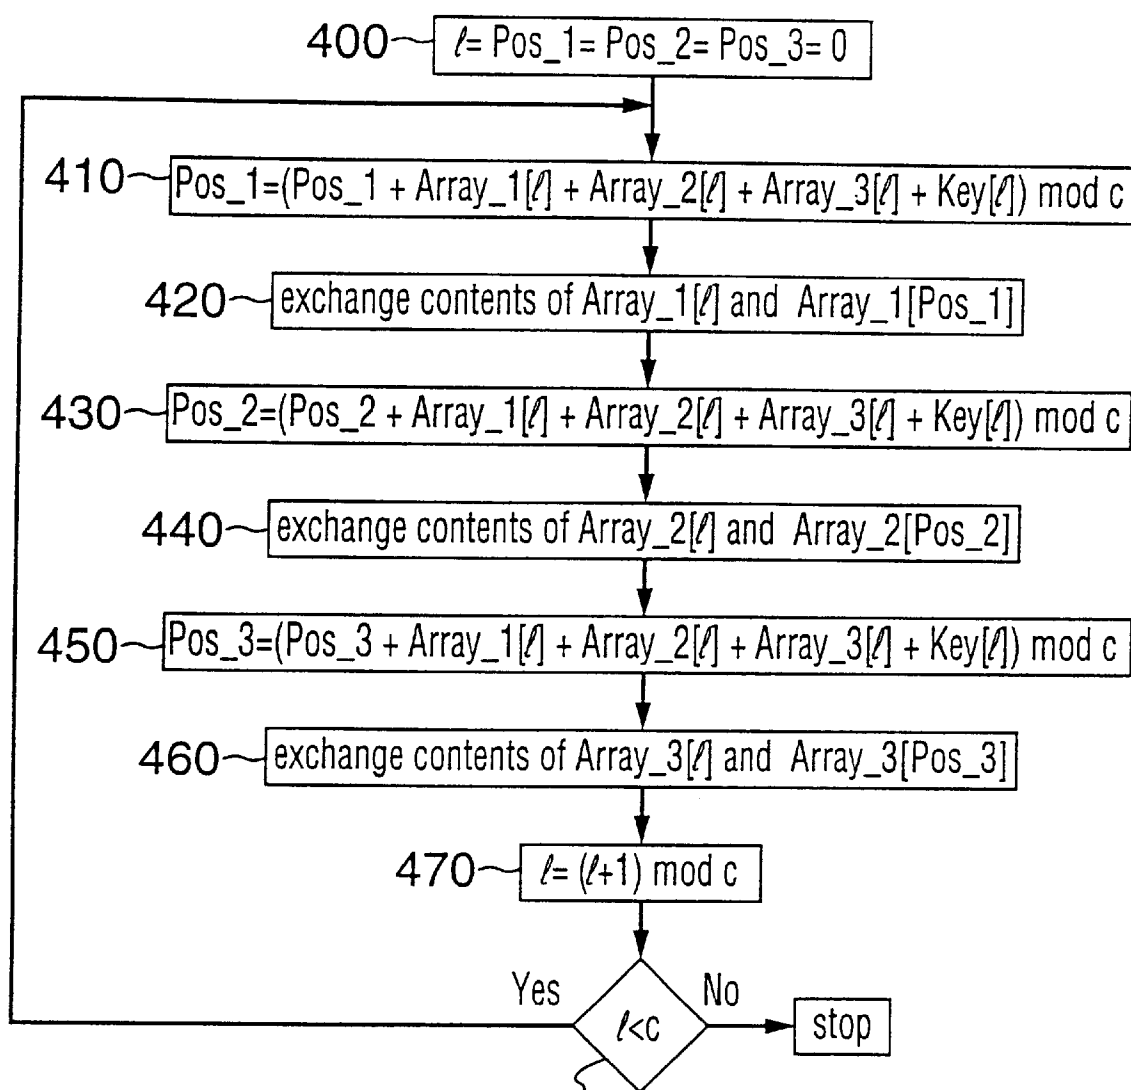 400 ℓ= Pos_1= Pos_2= Pos_3= 0
410 Pos_1=(Pos_1 + Array_1[ℓ] + Array_2[ℓ] + Array_3[ℓ] + Key[ℓ]) mod c
420 exchange contents of Array_1[ℓ] and Array_1[Pos_1]
430 Pos_2=(Pos_2 + Array_1[ℓ] + Array_2[ℓ] + Array_3[ℓ] + Key[ℓ]) mod c
440 exchange contents of Array_2[ℓ] and Array_2[Pos_2]
450 Pos_3=(Pos_3 + Array_1[ℓ] + Array_2[ℓ] + Array_3[ℓ] + Key[ℓ]) mod c
460 exchange contents of Array_3[ℓ] and Array_3[Pos_3]
470 ℓ= (ℓ+1) mod c
Yes No
ℓ<c stop